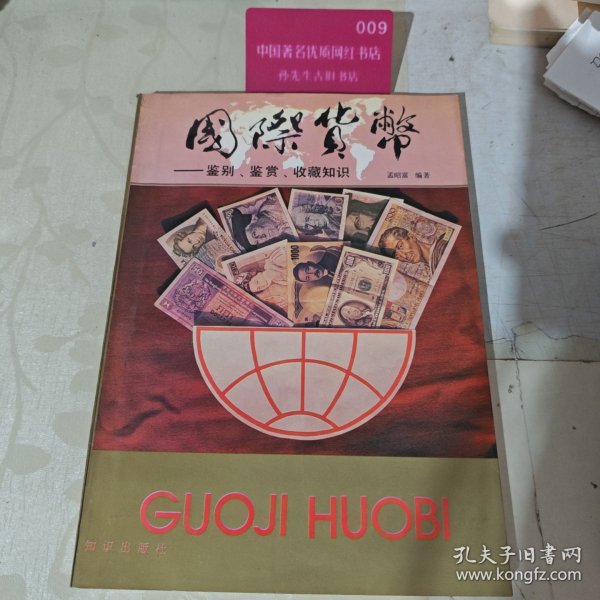 009
中国著名优质网红书店
孙先生古旧书店
國際貨幣
——鉴别、鉴赏、收藏知识
孟昭富 编著
1000
100
GUOJI HUOBI
知识出版社
孔夫子旧书网
www.kongfz.com